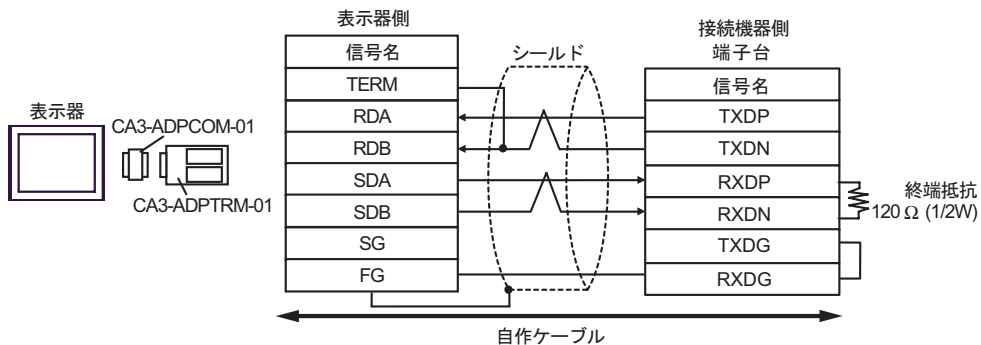 表示器
CA3-ADPCOM-01
CA3-ADPTRM-01
表示器側
信号名
TERM
RDA
RDB
SDA
SDB
SG
FG
シールド
接続機器側
端子台
信号名
TXDP
TXDN
RXDP
RXDN
TXDG
RXDG
終端抵抗
120 Ω (1/2W)
自作ケーブル